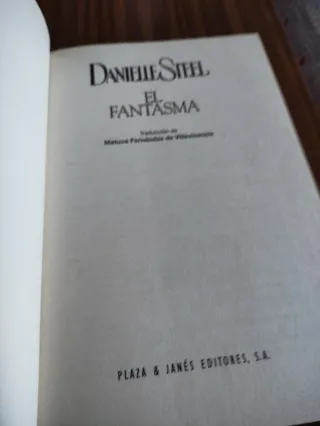 DANIELLE STEEL
EL
FANTASMA
Traducción de
Matuca Fernández de Villavicencio
PLAZA & JANÉS EDITORES, S.A.